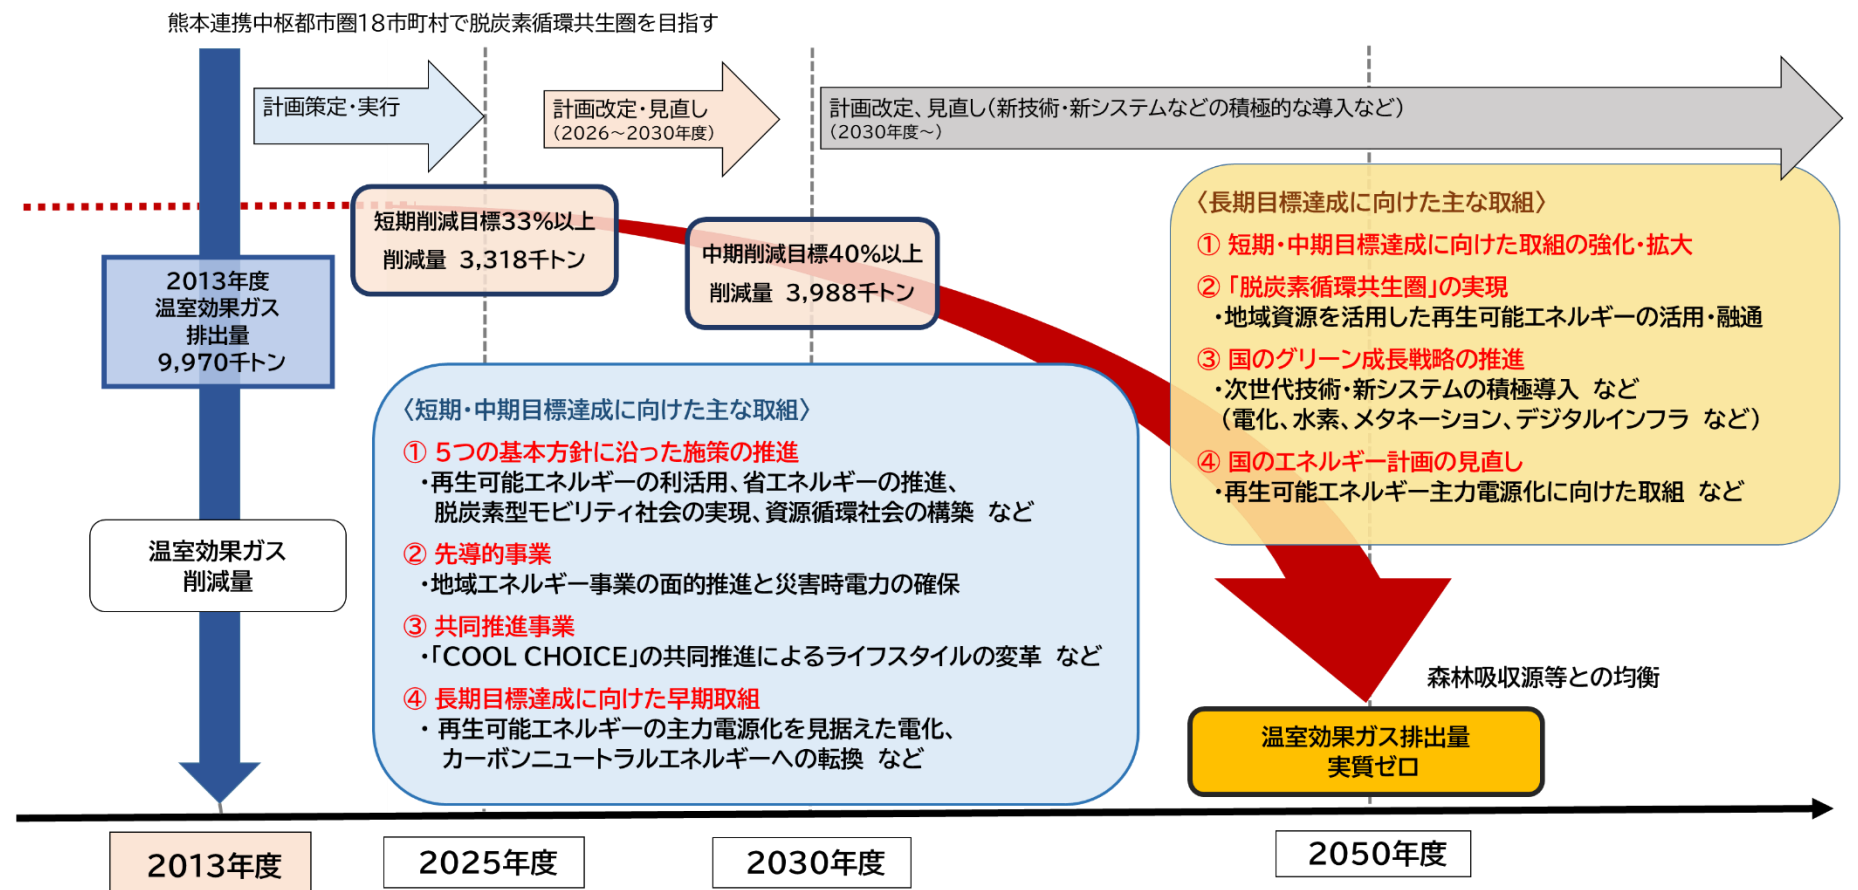 熊本連携中枢都市圏18市町村で脱炭素循環共生圏を目指す
計画策定・実行
計画改定・見直し
（2026～2030年度）
計画改定、見直し（新技術・新システムなどの積極的な導入など）
（2030年度～）
2013年度
温室効果ガス
排出量
9,970千トン
短期削減目標33%以上
削減量 3,318千トン
中期削減目標40%以上
削減量 3,988千トン
温室効果ガス
削減量
〈短期・中期目標達成に向けた主な取組〉
① 5つの基本方針に沿った施策の推進
・再生可能エネルギーの利活用、省エネルギーの推進、
脱炭素型モビリティ社会の実現、資源循環社会の構築 など
② 先導的事業
・地域エネルギー事業の面的推進と災害時電力の確保
③ 共同推進事業
・「COOL CHOICE」の共同推進によるライフスタイルの変革 など
④ 長期目標達成に向けた早期取組
・ 再生可能エネルギーの主力電源化を見据えた電化、
カーボンニュートラルエネルギーへの転換 など
〈長期目標達成に向けた主な取組〉
① 短期・中期目標達成に向けた取組の強化・拡大
② 「脱炭素循環共生圏」の実現
・地域資源を活用した再生可能エネルギーの活用・融通
③ 国のグリーン成長戦略の推進
・次世代技術・新システムの積極導入 など
（電化、水素、メタネーション、デジタルインフラ など）
④ 国のエネルギー計画の見直し
・再生可能エネルギー主力電源化に向けた取組 など
森林吸収源等との均衡
温室効果ガス排出量
実質ゼロ
2013年度
2025年度
2030年度
2050年度